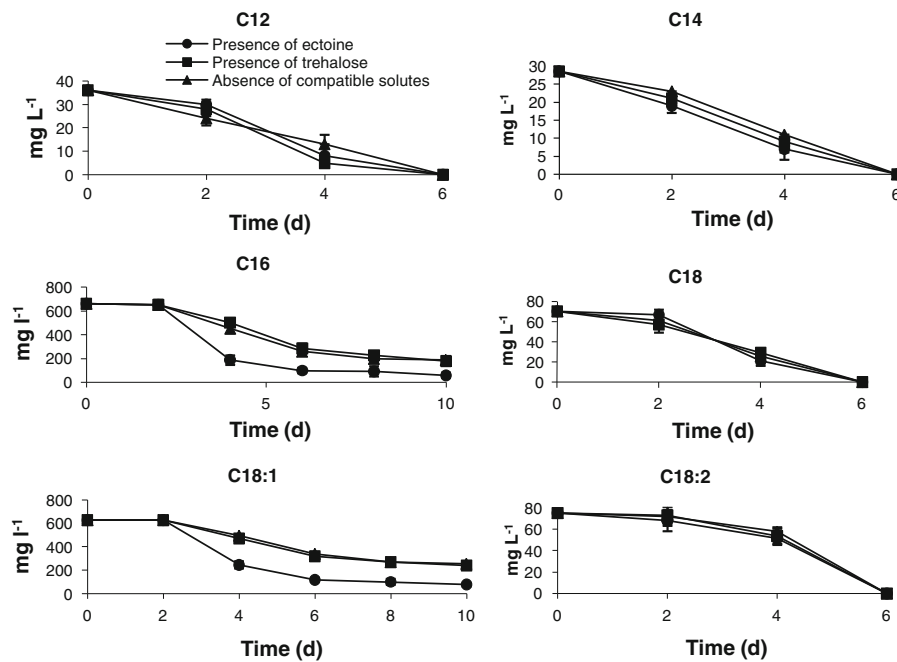 C12
Presence of ectoine
Presence of trehalose
Absence of compatible solutes
mg L-1
40
30
20
10
0
0 2 4 6
Time (d)
C14
mg L-1
30
25
20
15
10
5
0
0 2 4 6
Time (d)
C16
mg l-1
800
600
400
200
0
0 5 10
Time (d)
C18
mg L-1
80
60
40
20
0
0 2 4 6
Time (d)
C18:1
mg l-1
800
600
400
200
0
0 2 4 6 8 10
Time (d)
C18:2
mg L-1
80
60
40
20
0
0 2 4 6
Time (d)